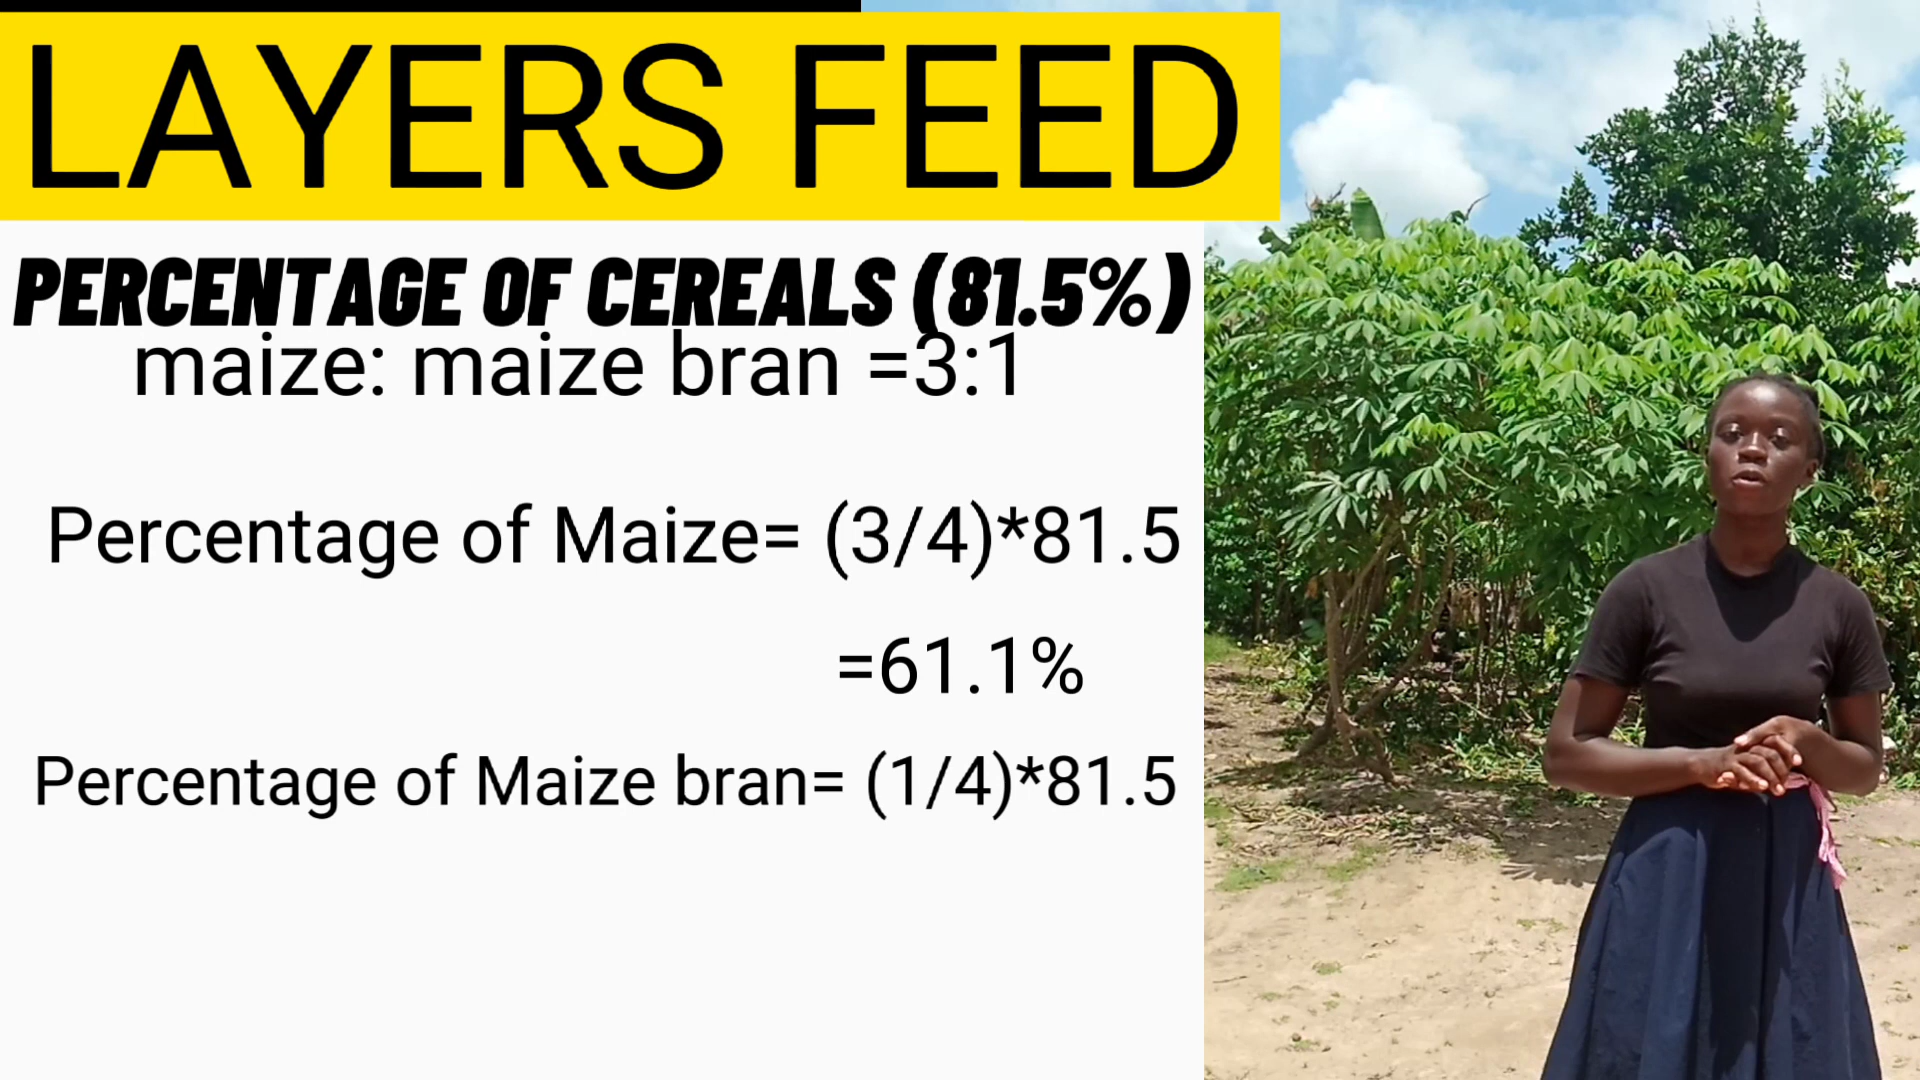 LAYERS FEED
PERCENTAGE OF CEREALS (81.5%)
maize: maize bran =3:1
Percentage of Maize= (3/4)*81.5
=61.1%
Percentage of Maize bran= (1/4)*81.5